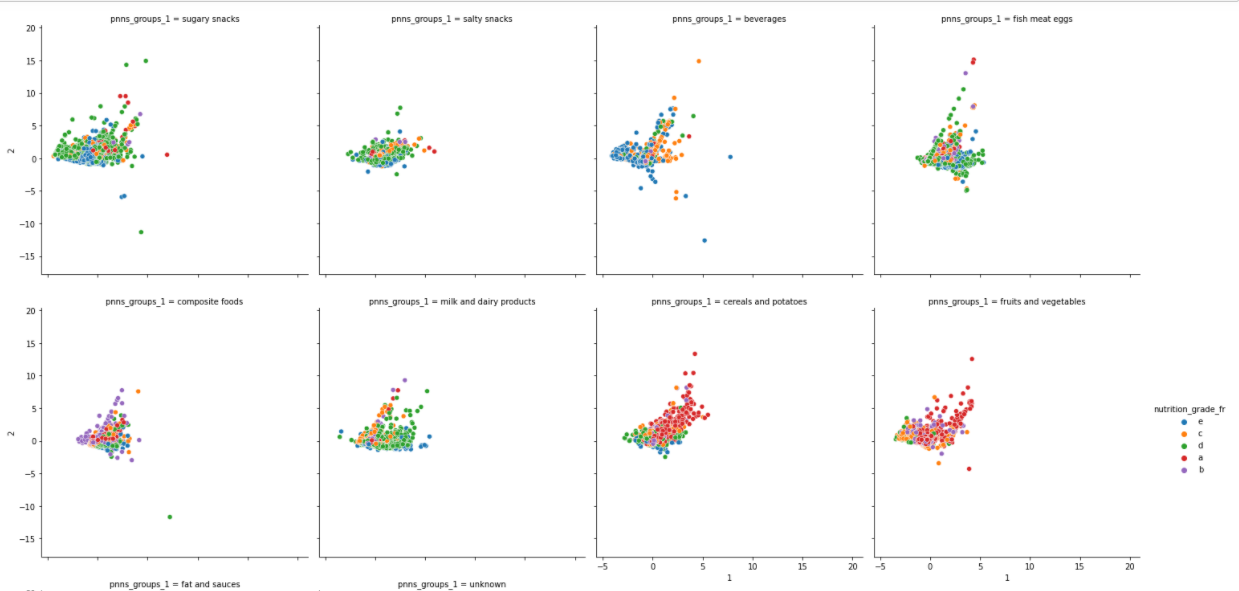 pnns_groups_1 = sugary snacks
pnns_groups_1 = salty snacks
pnns_groups_1 = beverages
pnns_groups_1 = fish meat eggs
20
15
10
5
0
−5
−10
−15
2
pnns_groups_1 = composite foods
pnns_groups_1 = milk and dairy products
pnns_groups_1 = cereals and potatoes
pnns_groups_1 = fruits and vegetables
20
15
10
5
0
−5
−10
−15
2
−5 0 5 10 15 20
1
−5 0 5 10 15 20
1
nutrition_grade_fr
e
c
d
a
b
pnns_groups_1 = fat and sauces
pnns_groups_1 = unknown